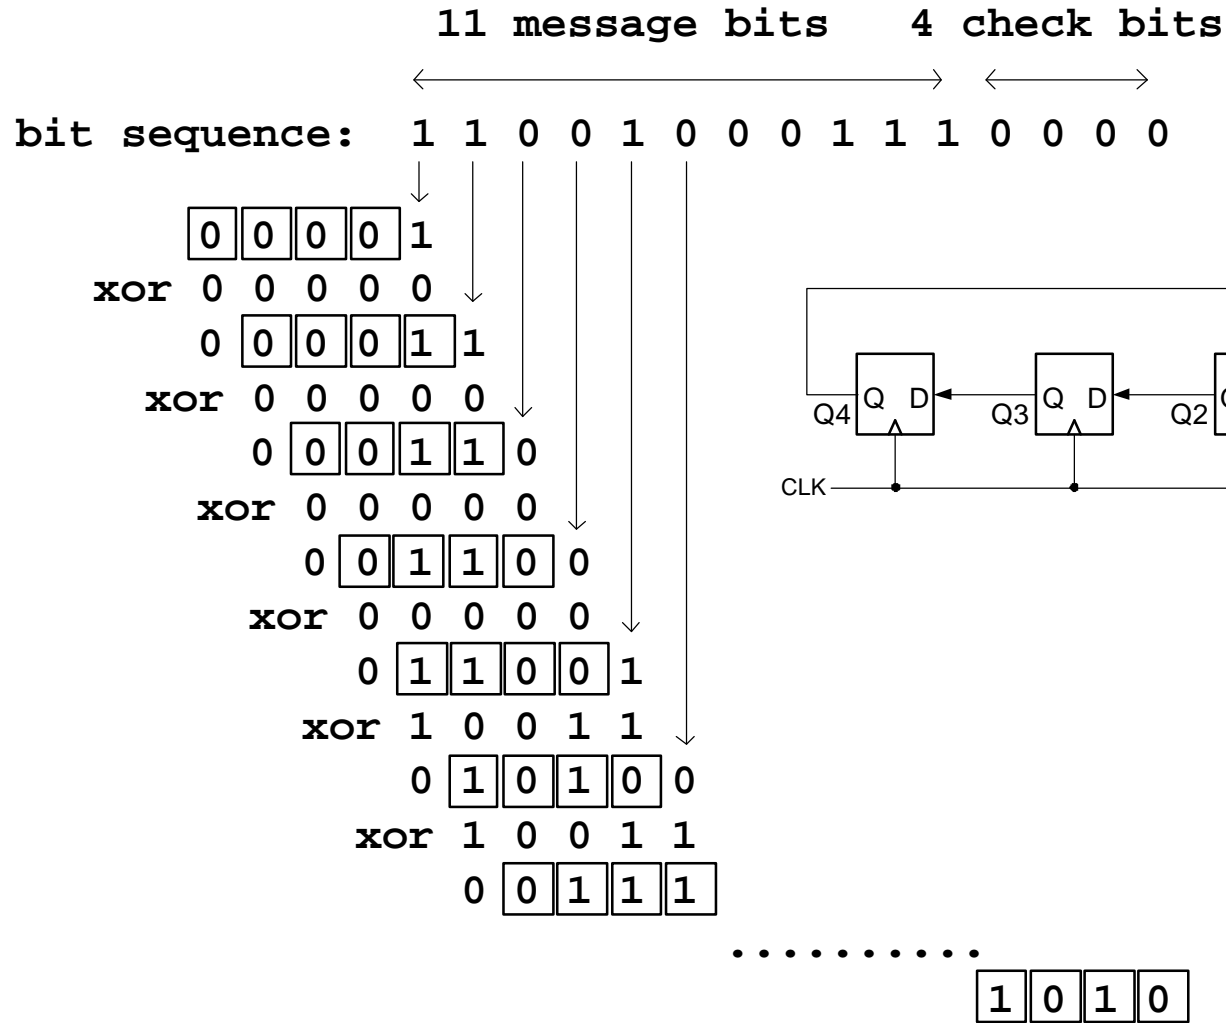 11 message bits 4 check bits
bit sequence: 1 1 0 0 1 0 0 0 1 1 1 0 0 0 0
0 0 0 0 1
xor 0 0 0 0 0
0 0 0 0 1 1
xor 0 0 0 0 0
0 0 0 1 1 0
xor 0 0 0 0 0
0 0 1 1 0 0
xor 0 0 0 0 0
0 1 1 0 0 1
xor 1 0 0 1 1
0 1 0 1 0 0
xor 1 0 0 1 1
0 0 1 1 1
..........
1 0 1 0
Q D Q D
Q4 Q3 Q2
CLK